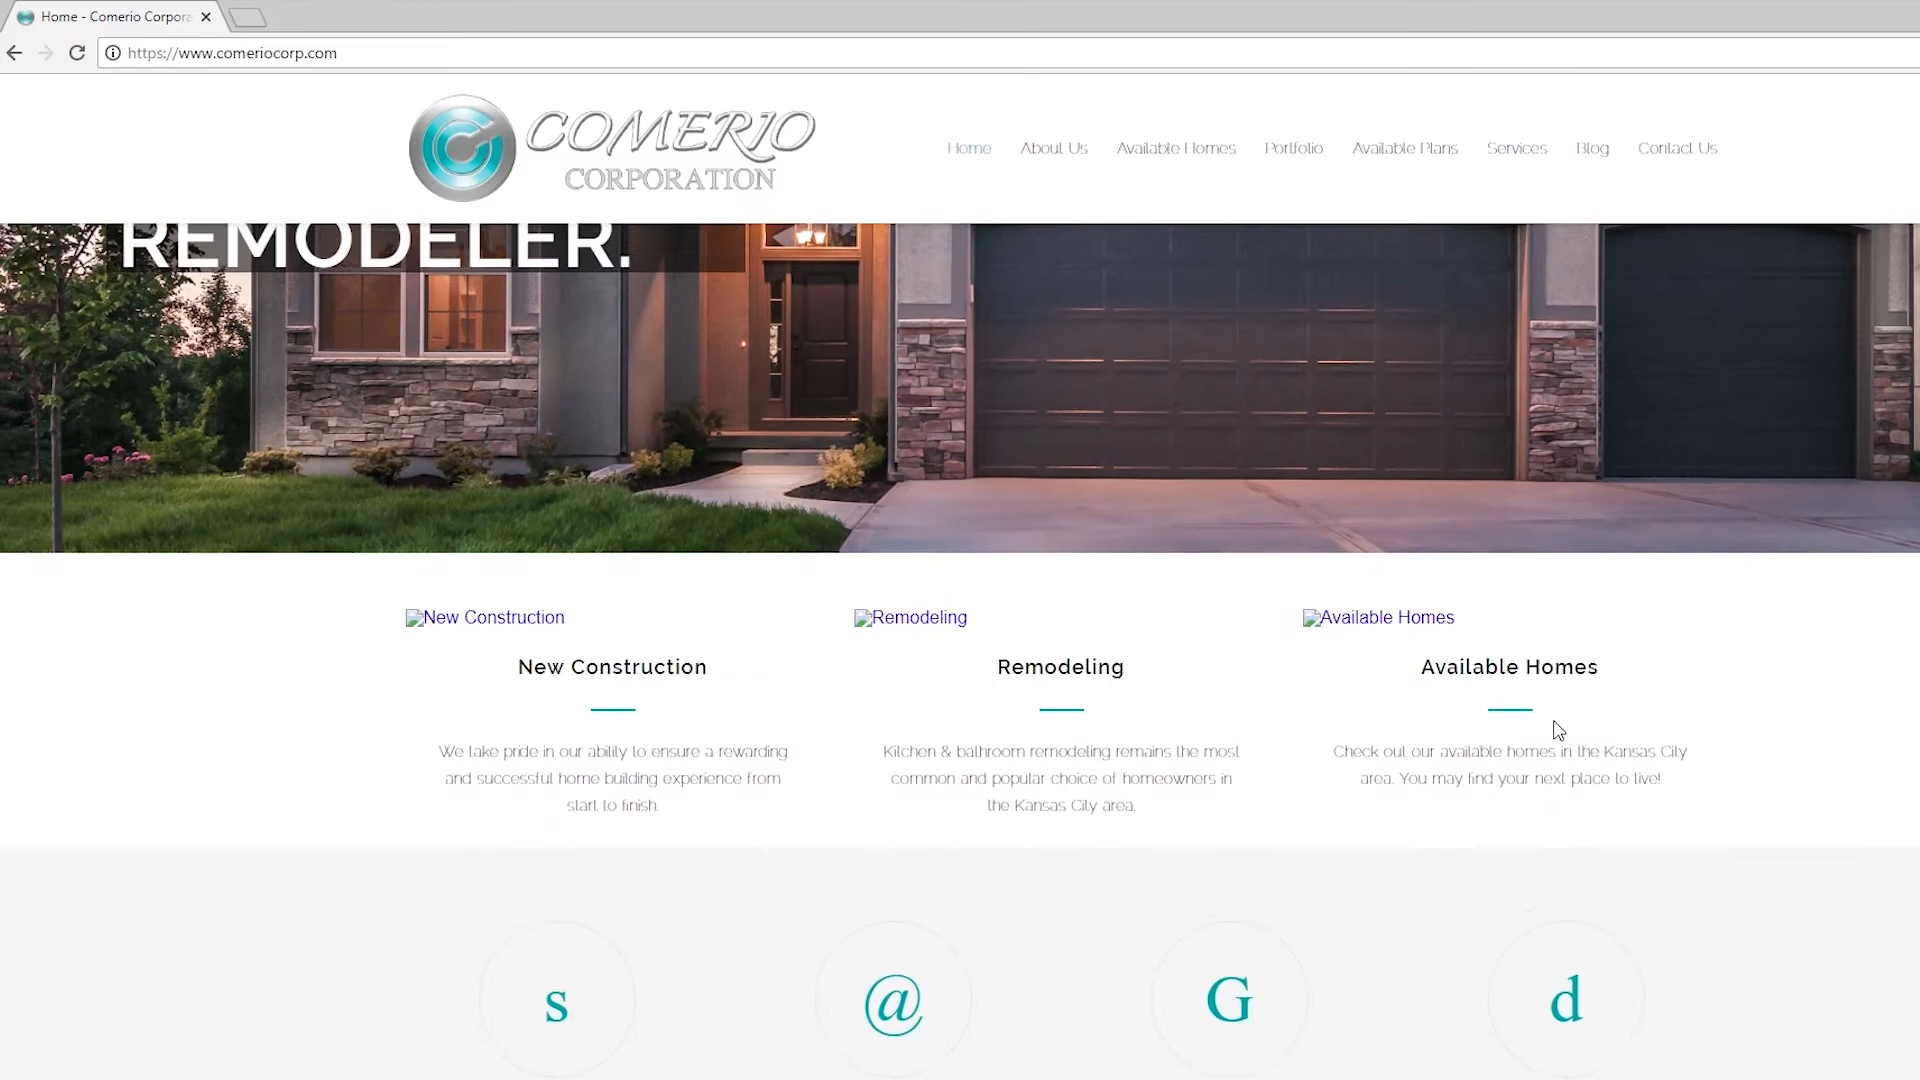 Home - Comerio Corpora
https://www.comeriocorp.com
COMERIO
CORPORATION
Home About Us Available Homes Portfolio Available Plans Services Blog Contact Us
REMODELER.
New Construction
Remodeling
Available Homes
New Construction
We take pride in our ability to ensure a rewarding
and successful home building experience from
start to finish.
Remodeling
Kitchen & bathroom remodeling remains the most
common and popular choice of homeowners in
the Kansas City area.
Available Homes
Check out our available homes in the Kansas City
area. You may find your next place to live!
s @ G d